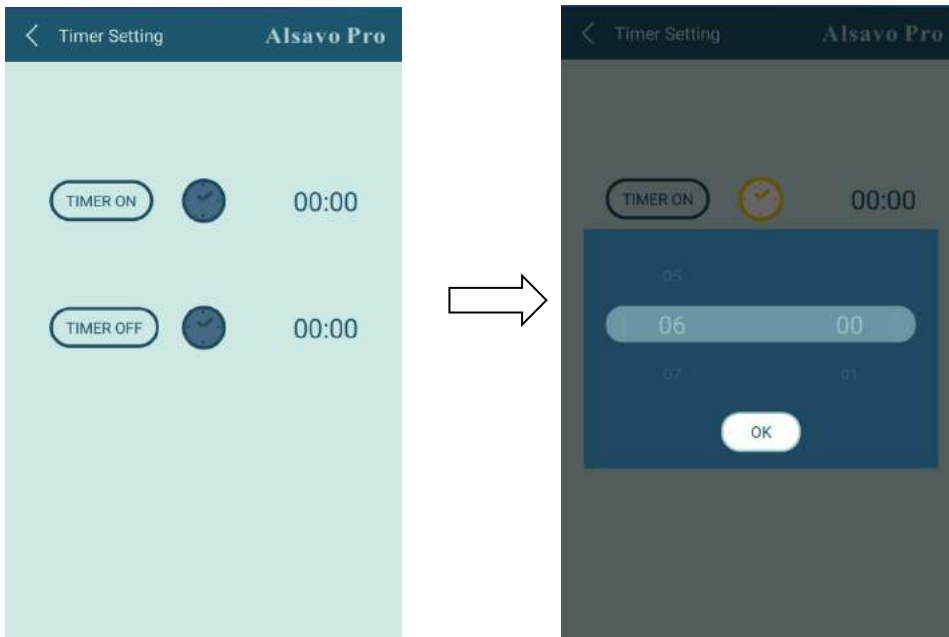 Timer Setting Alsavo Pro
TIMER ON 00:00
TIMER OFF 00:00
Timer Setting Alsavo Pro
TIMER ON 00:00
05
06 00
07 01
OK